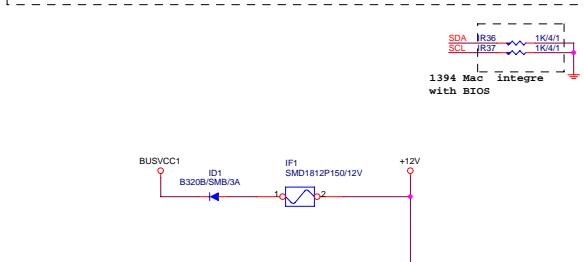 SDA IR36 1K/4/1
SCL IR37 1K/4/1
1394 Mac integre
with BIOS
BUSVCC1 IF1 +12V
ID1 SMD1812P150/12V
B320B/SMB/3A
1 2